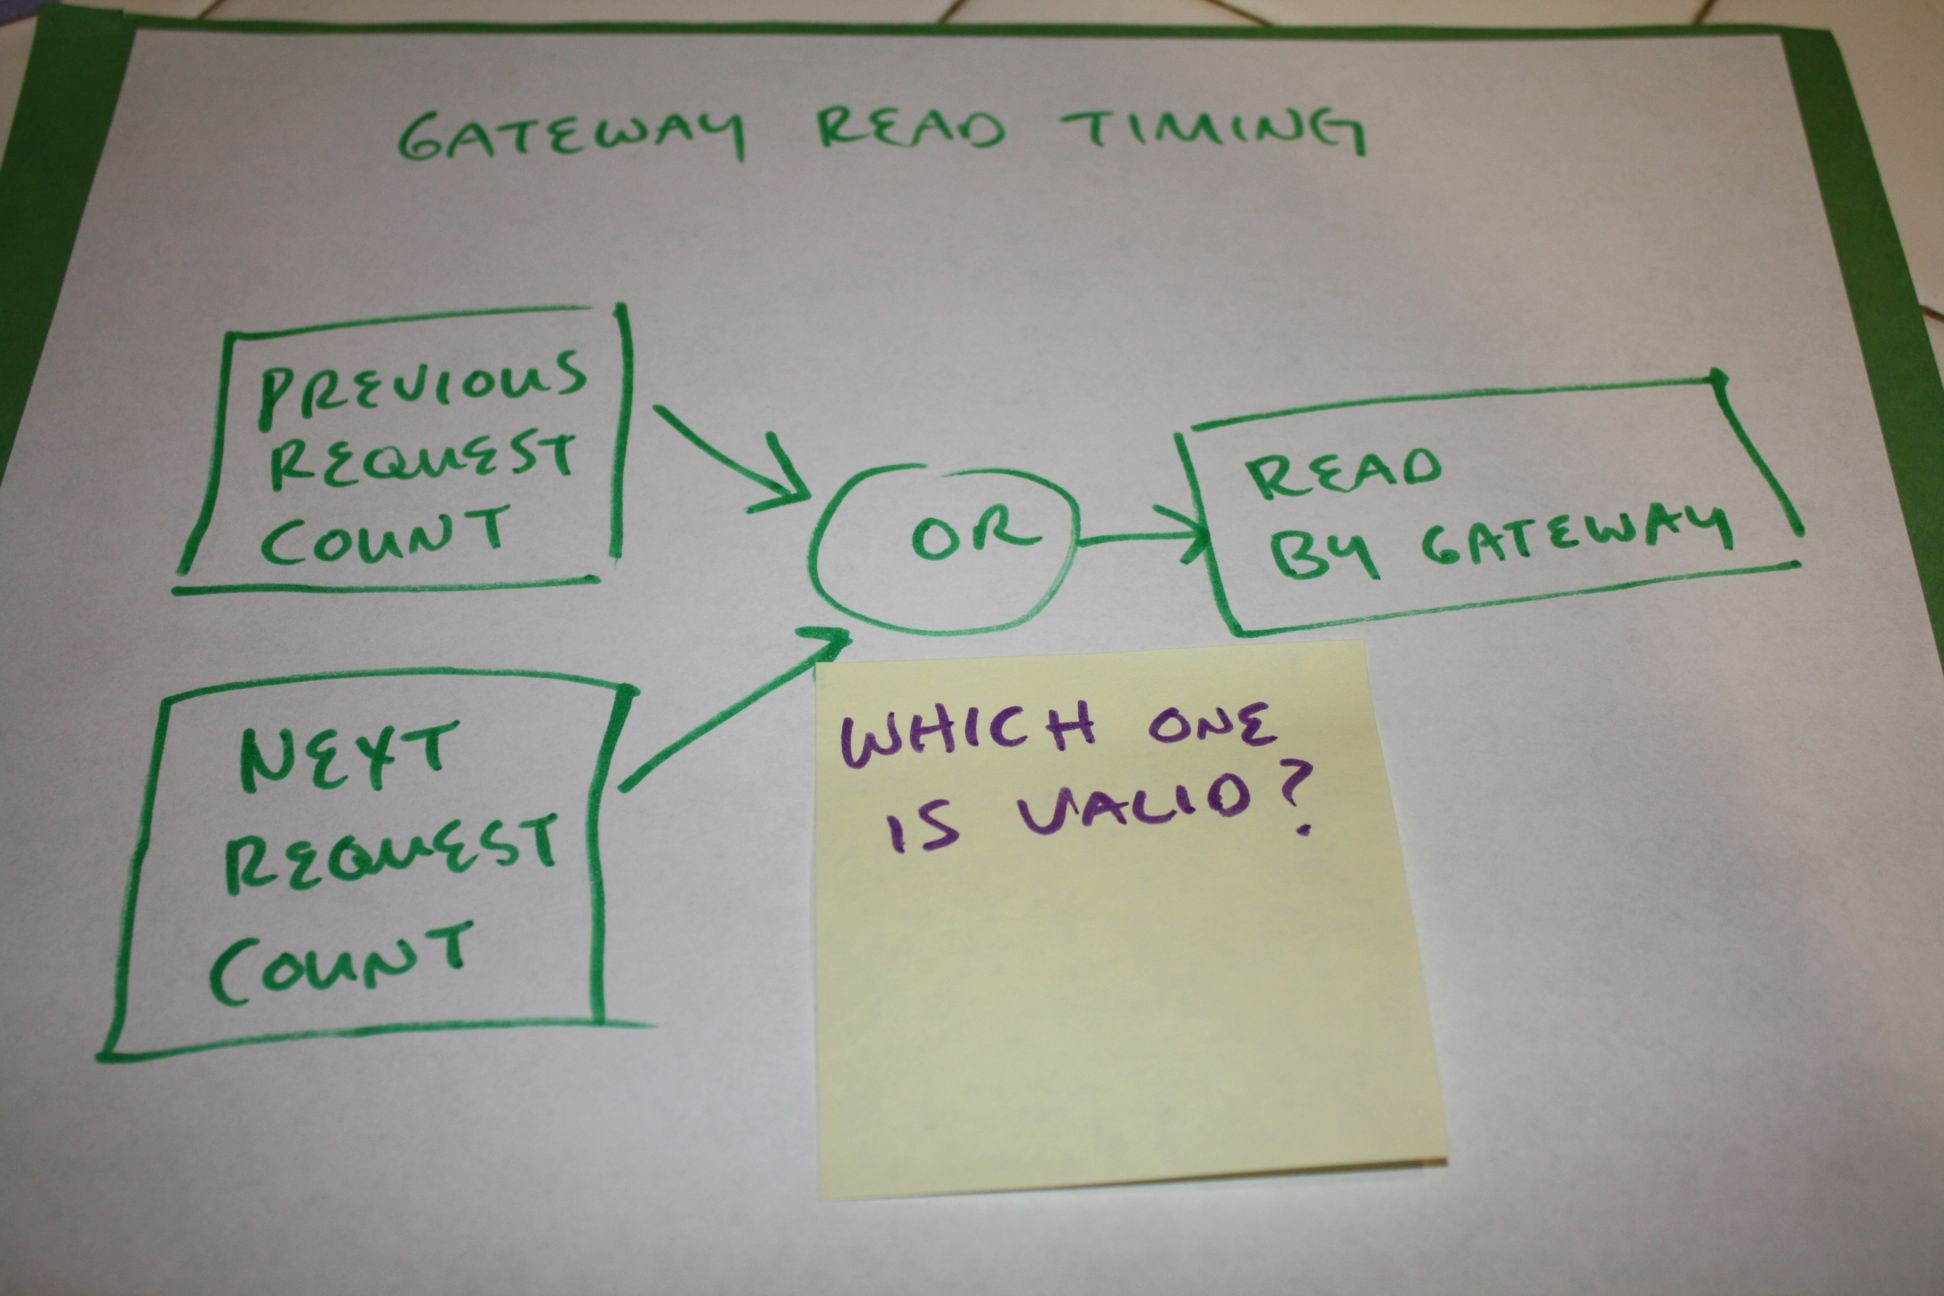 GATEWAY READ TIMING
PREVIOUS
REQUEST
COUNT
OR
READ
BY GATEWAY
NEXT
REQUEST
COUNT
WHICH ONE
IS VALID?